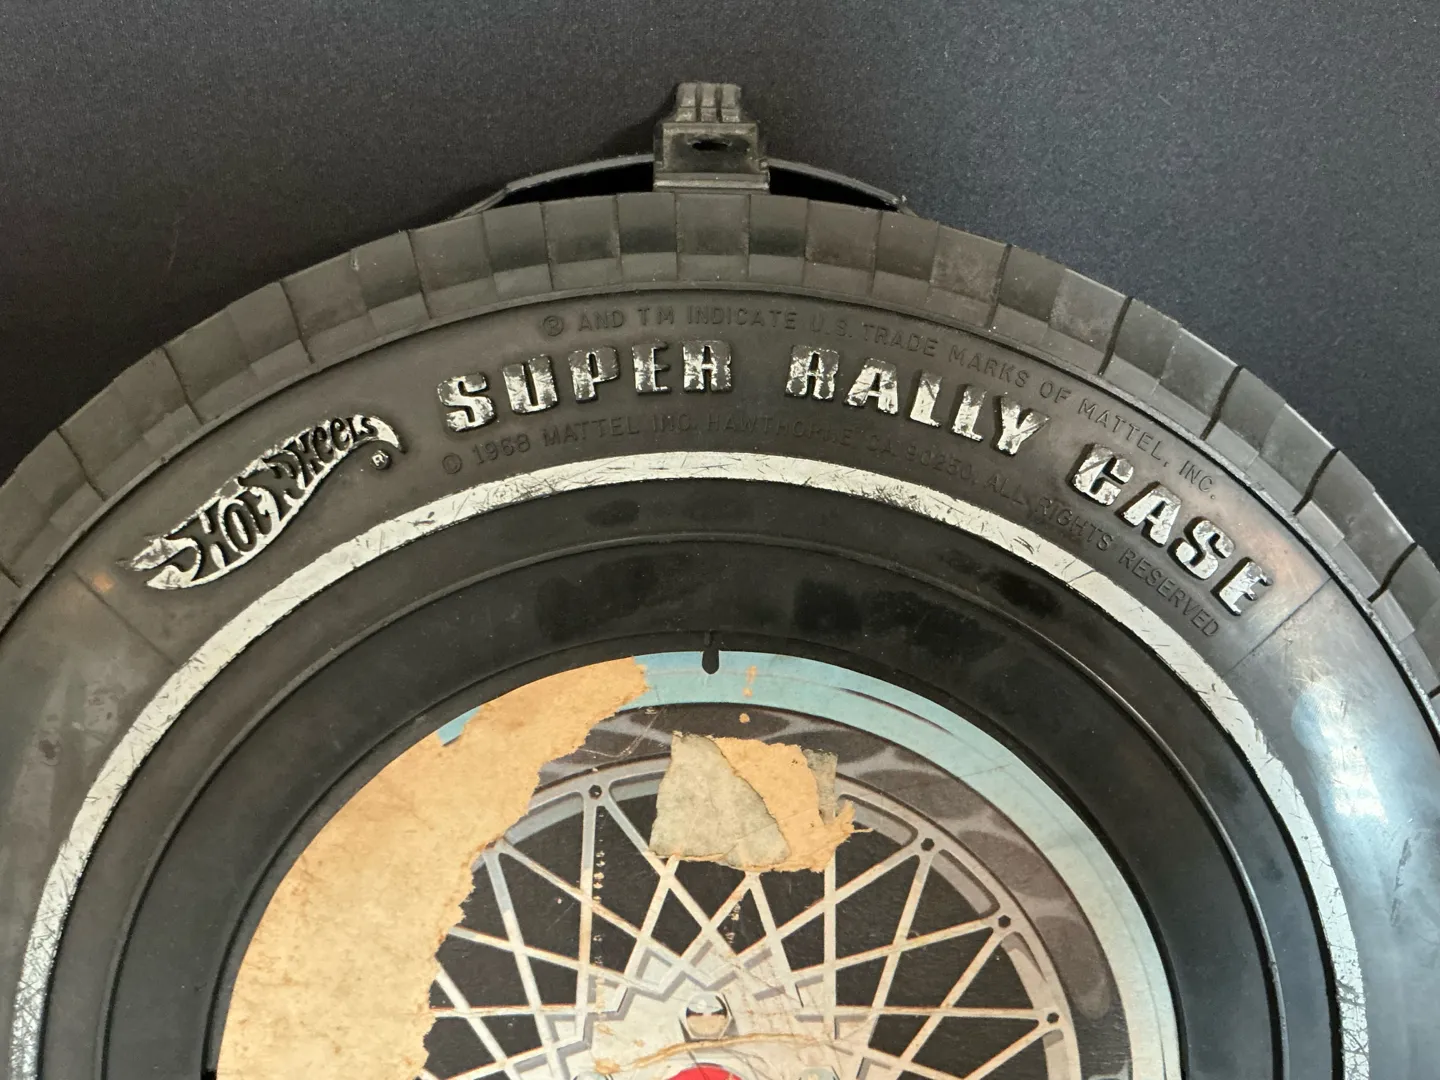 ® AND TM INDICATE U.S. TRADE MARKS OF MATTEL, INC.
HOT WHEELS ®
SUPER RALLY CASE
© 1968 MATTEL INC. HAWTHORNE CA. 90250, ALL RIGHTS RESERVED